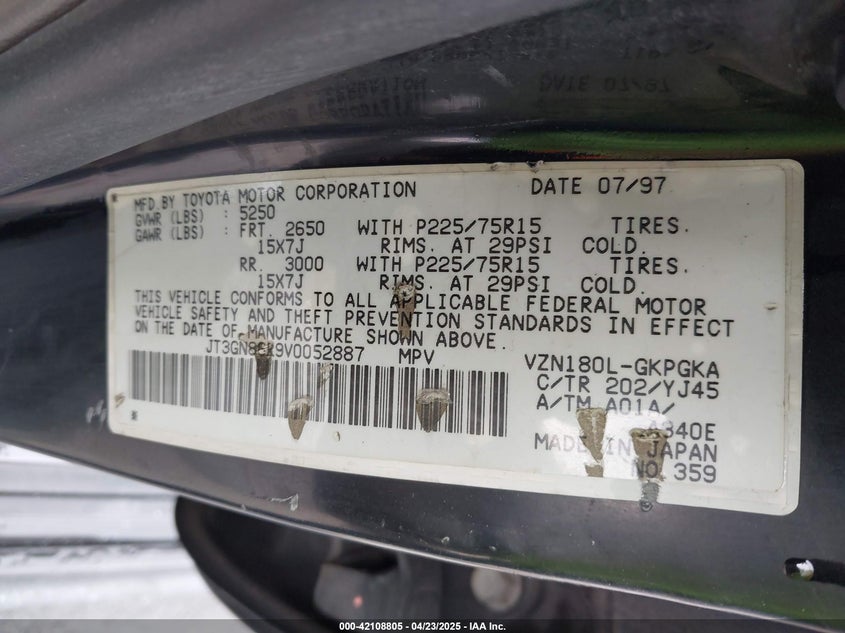 MFD.BY TOYOTA MOTOR CORPORATION DATE 07/97
GVWR (LBS) : 5250
GAWR (LBS) : FRT. 2650 WITH P225/75R15 TIRES.
15X7J RIMS. AT 29PSI COLD.
RR. 3000 WITH P225/75R15 TIRES.
15X7J RIMS. AT 29PSI COLD.
THIS VEHICLE CONFORMS TO ALL APPLICABLE FEDERAL MOTOR
VEHICLE SAFETY AND THEFT PREVENTION STANDARDS IN EFFECT
ON THE DATE OF MANUFACTURE SHOWN ABOVE.
MPV VZN180L-GKPGKA
C/TR 202/YJ45
A/TM A01A/
A340E
MADE IN JAPAN
NO.359
000-42108805 - 04/23/2025 - IAA Inc.